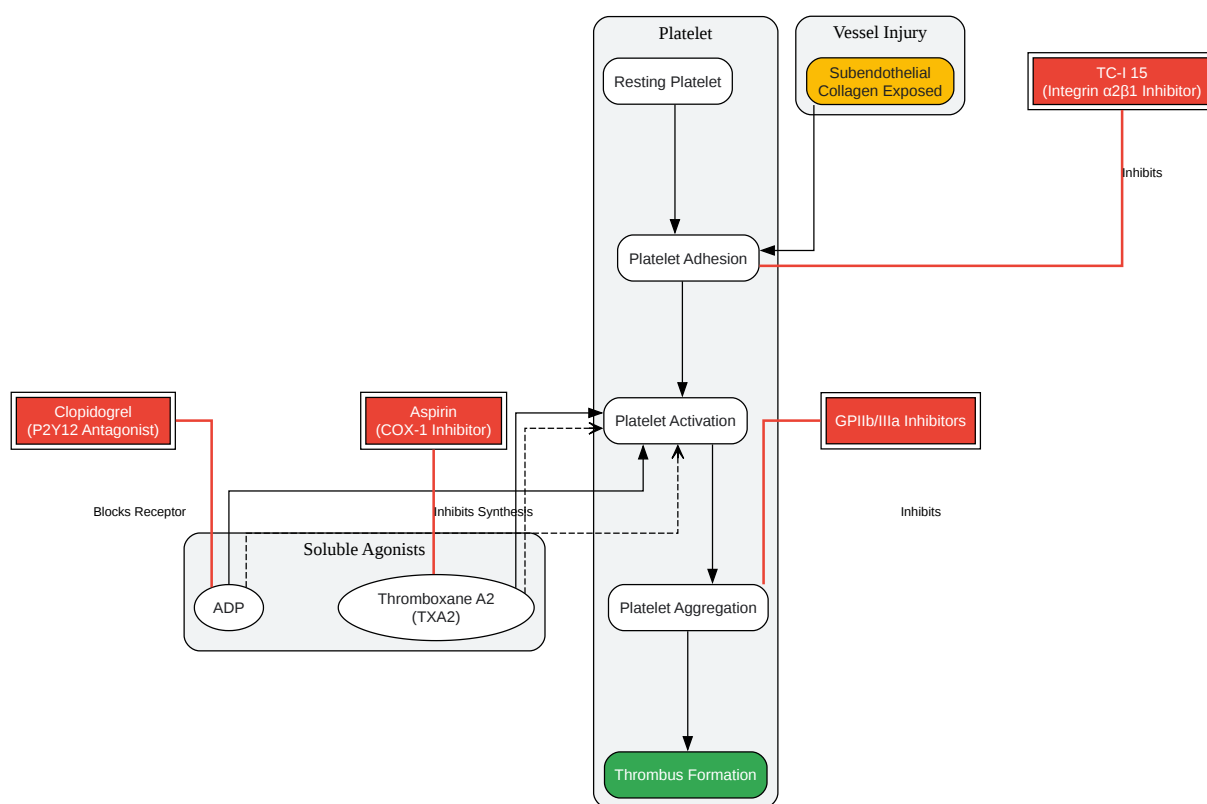 Platelet
Vessel Injury
Resting Platelet
Subendothelial
Collagen Exposed
TC-I 15
(Integrin α2β1 Inhibitor)
Inhibits
Platelet Adhesion
Clopidogrel
(P2Y12 Antagonist)
Aspirin
(COX-1 Inhibitor)
Platelet Activation
GPIIb/IIIa Inhibitors
Blocks Receptor
Inhibits Synthesis
Inhibits
Soluble Agonists
ADP
Thromboxane A2
(TXA2)
Platelet Aggregation
Thrombus Formation